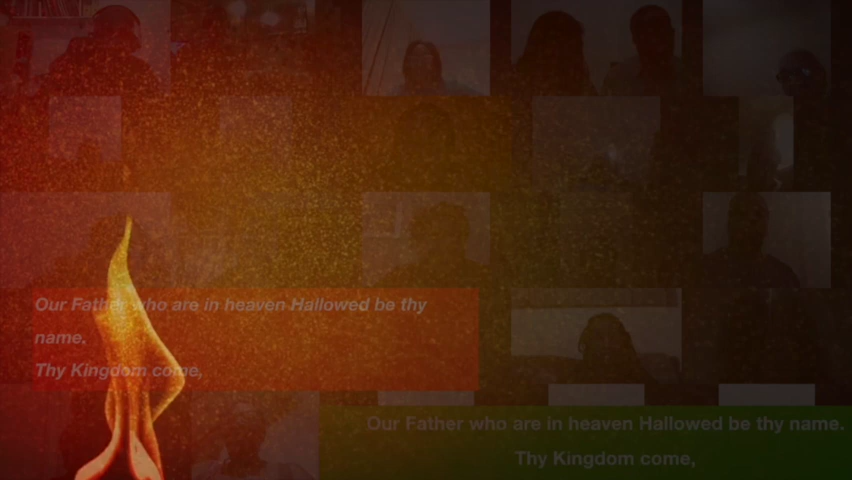 Our Father who are in heaven Hallowed be thy
name,
Thy Kingdom come,
Our Father who are in heaven Hallowed be thy name.
Thy Kingdom come,